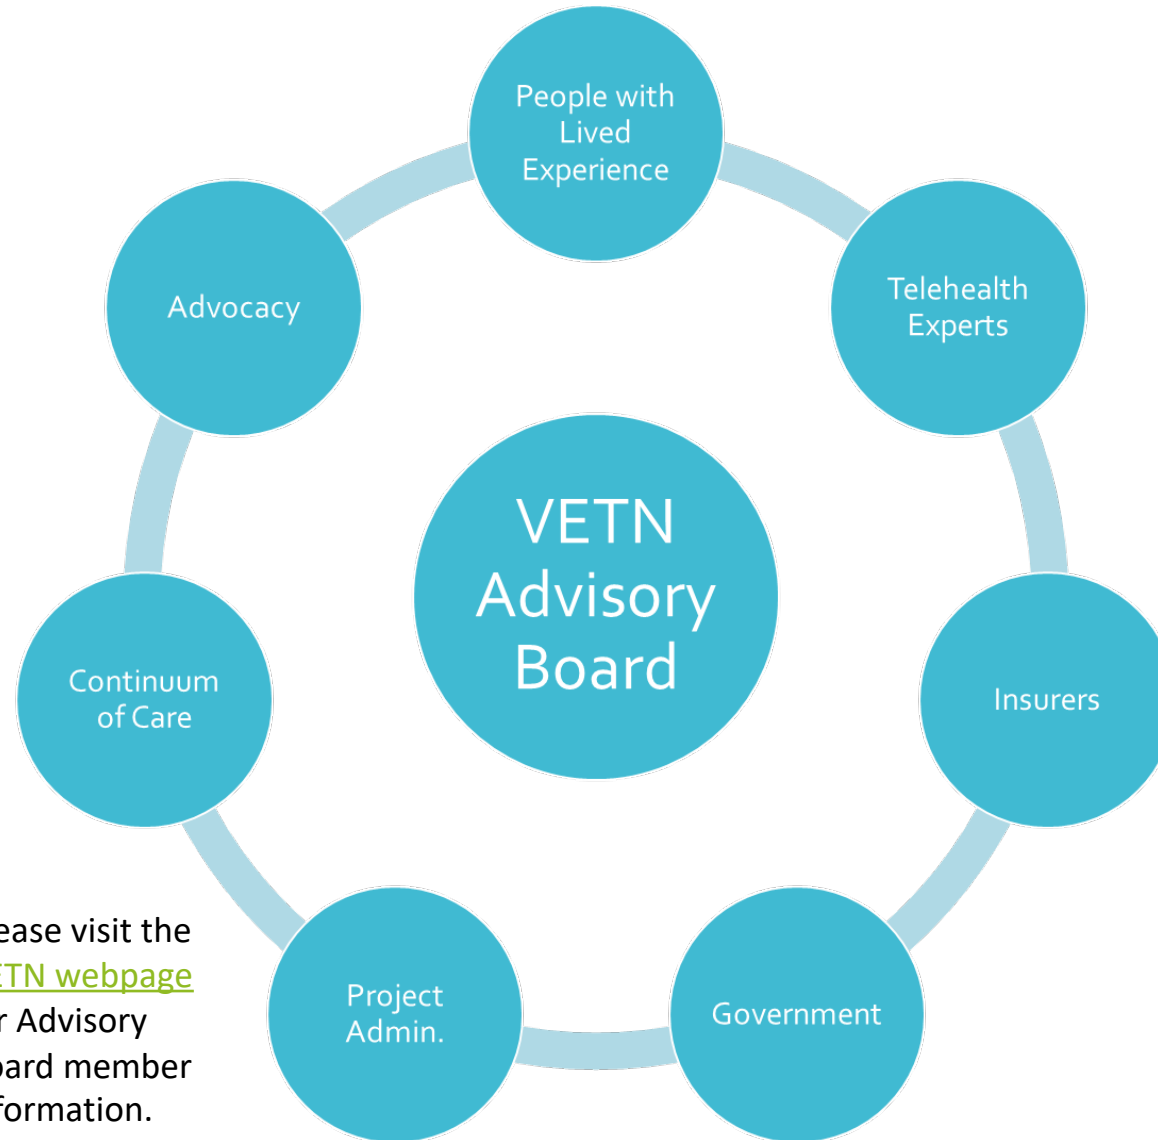 People with
Lived
Experience
Telehealth
Experts
Advocacy
VETN
Advisory
Board
Continuum
of Care
Insurers
ease visit the
ETN webpage
r Advisory
ard member
formation.
Project
Admin.
Government